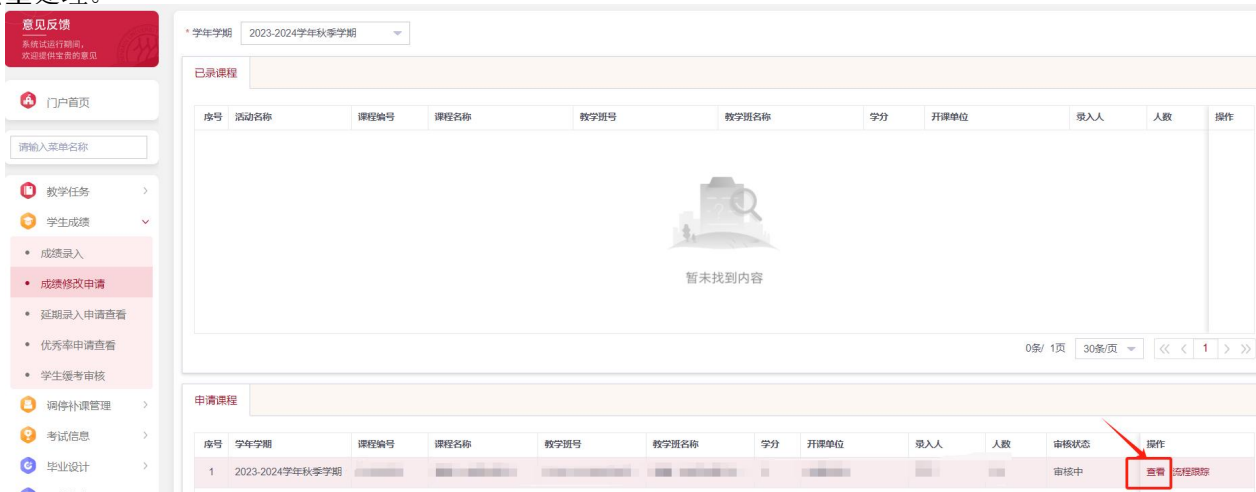 意见反馈
系统试运行期间,
欢迎提供宝贵的意见
门户首页
请输入菜单名称
教学任务
学生成绩
成绩录入
成绩修改申请
延期录入申请查看
优秀率申请查看
学生缓考审核
调停补课管理
考试信息
毕业设计
* 学年学期 2023-2024学年秋季学期
已录课程
序号 活动名称 课程编号 课程名称 教学班号 教学班名称 学分 开课单位 录入人 人数 操作
暂未找到内容
0条/ 1页 30条/页 1
申请课程
序号 学年学期 课程编号 课程名称 教学班号 教学班名称 学分 开课单位 录入人 人数 审核状态 操作
1 2023-2024学年秋季学期 审核中 查看 流程跟踪